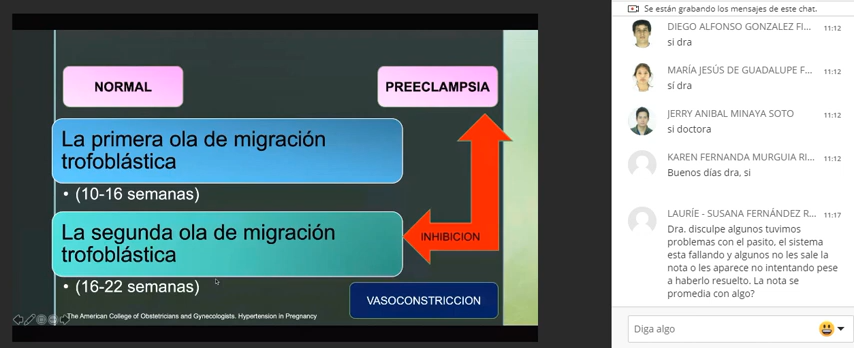 NORMAL
PREECLAMPSIA
La primera ola de migración
trofoblástica
• (10-16 semanas)
La segunda ola de migración
trofoblástica
INHIBICION
• (16-22 semanas)
VASOCONSTRICCION
The American College of Obstetricians and Gynecologists. Hypertension in Pregnancy
Se están grabando los mensajes de este chat.
DIEGO ALFONSO GONZALEZ FI... 11:12
si dra
MARÍA JESÚS DE GUADALUPE F... 11:12
sí dra
JERRY ANIBAL MINAYA SOTO 11:12
si doctora
KAREN FERNANDA MURGUIA RI... 11:12
Buenos días dra, si
LAURÍE - SUSANA FERNÁNDEZ R... 11:17
Dra. disculpe algunos tuvimos
problemas con el pasito, el sistema
esta fallando y algunos no les sale la
nota o les aparece no intentando pese
a haberlo resuelto. La nota se
promedia con algo?
Diga algo